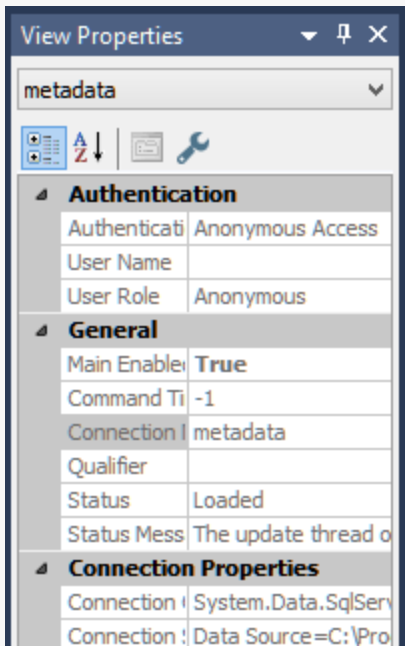 View Properties
metadata
A
Z
Authentication
Authenticati Anonymous Access
User Name
User Role Anonymous
General
Main Enable True
Command Ti -1
Connection metadata
Qualifier
Status Loaded
Status Mess The update thread o
Connection Properties
Connection System.Data.SqlServ
Connection Data Source=C:\Pro